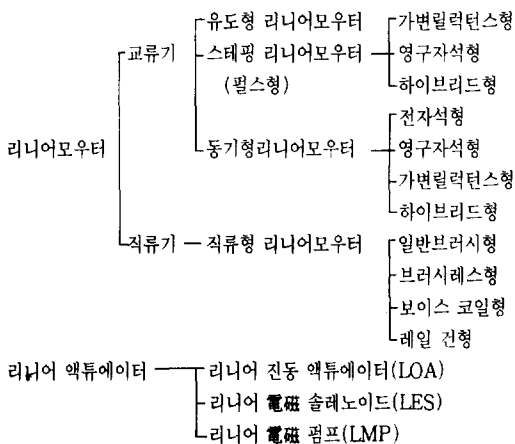 유도형 리니어모우터
가변릴럭턴스형
교류기
스테핑 리니어모우터
영구자석형
(펄스형)
하이브리드형
전자석형
리니어모우터
동기형리니어모우터
영구자석형
가변릴럭턴스형
하이브리드형
직류기
직류형 리니어모우터
일반브러시형
브러시레스형
보이스 코일형
레일 건형
리니어 액튜에이터
리니어 진동 액튜에이터(LOA)
리니어 電磁 솔레노이드(LES)
리니어 電磁 펌프(LMP)